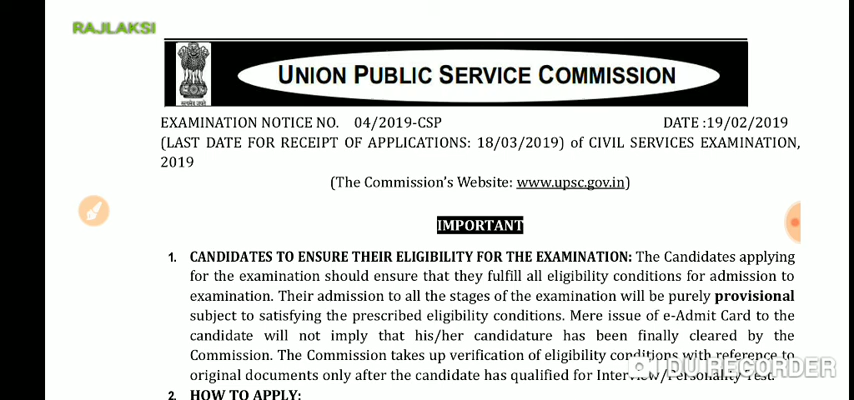 RAJLAKSI
UNION PUBLIC SERVICE COMMISSION
सत्यमेव जयते
EXAMINATION NOTICE NO. 04/2019-CSP DATE :19/02/2019
(LAST DATE FOR RECEIPT OF APPLICATIONS: 18/03/2019) of CIVIL SERVICES EXAMINATION,
2019
(The Commission's Website: www.upsc.gov.in)
IMPORTANT
1. CANDIDATES TO ENSURE THEIR ELIGIBILITY FOR THE EXAMINATION: The Candidates applying
for the examination should ensure that they fulfill all eligibility conditions for admission to
examination. Their admission to all the stages of the examination will be purely provisional
subject to satisfying the prescribed eligibility conditions. Mere issue of e-Admit Card to the
candidate will not imply that his/her candidature has been finally cleared by the
Commission. The Commission takes up verification of eligibility conditions with reference to
original documents only after the candidate has qualified for Interview/Personality Test.
DU RECORDER
2. HOW TO APPLY: